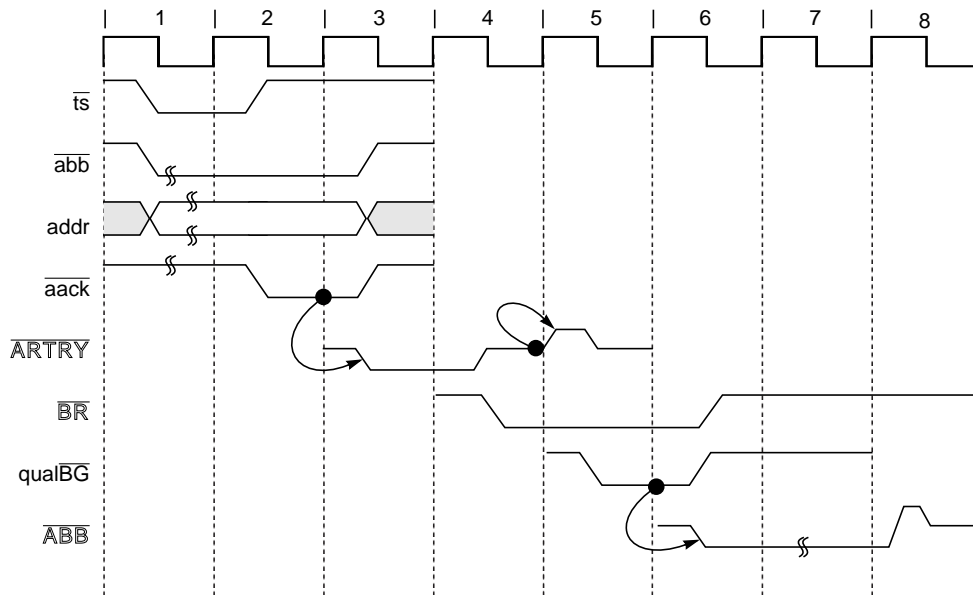 1 2 3 4 5 6 7 8
ts
abb
addr
aack
ARTRY
BR
qualBG
ABB